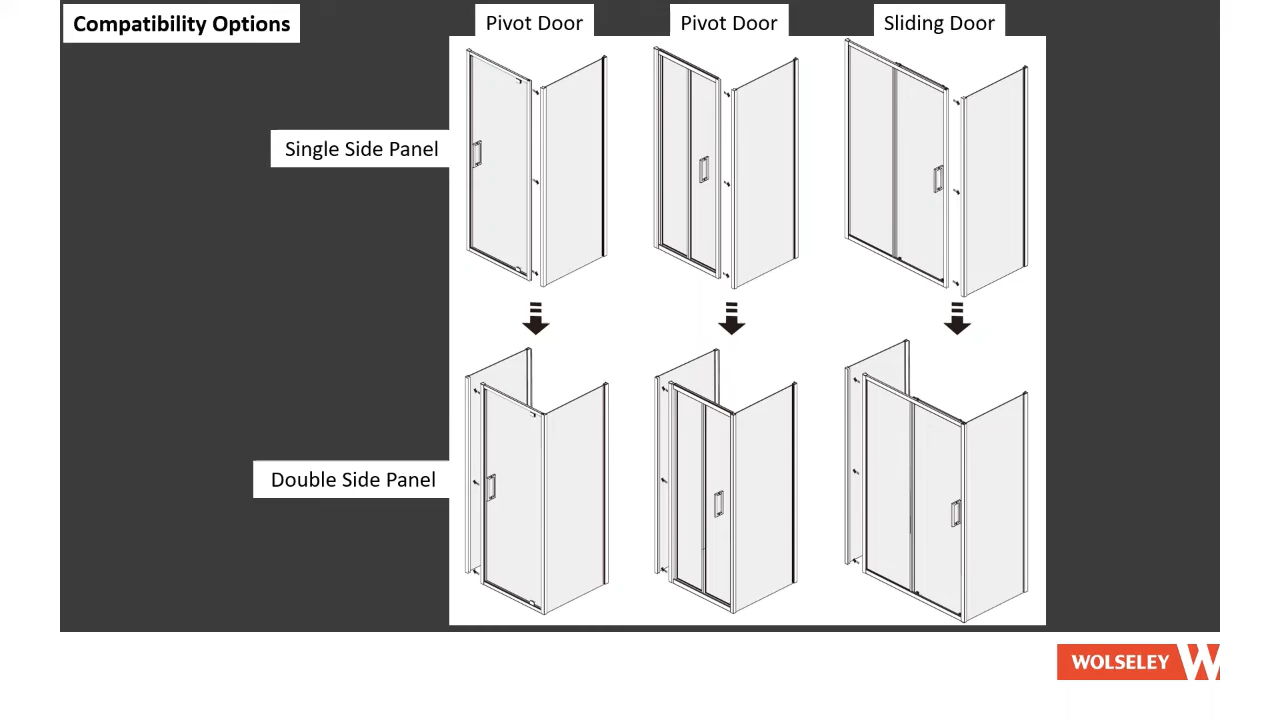 Compatibility Options
Pivot Door
Pivot Door
Sliding Door
Single Side Panel
Double Side Panel
WOLSELEY